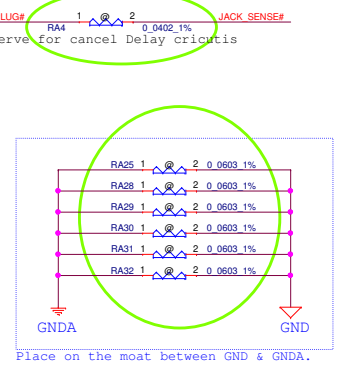 LUG# 1 @ 2 JACK_SENSE#
RA4 0_0402_1%
erve for cancel Delay cricutis
RA25 1 @ 2 0_0603_1%
RA28 1 @ 2 0_0603_1%
RA29 1 @ 2 0_0603_1%
RA30 1 @ 2 0_0603_1%
RA31 1 @ 2 0_0603_1%
RA32 1 @ 2 0_0603_1%
GNDA GND
Place on the moat between GND & GNDA.